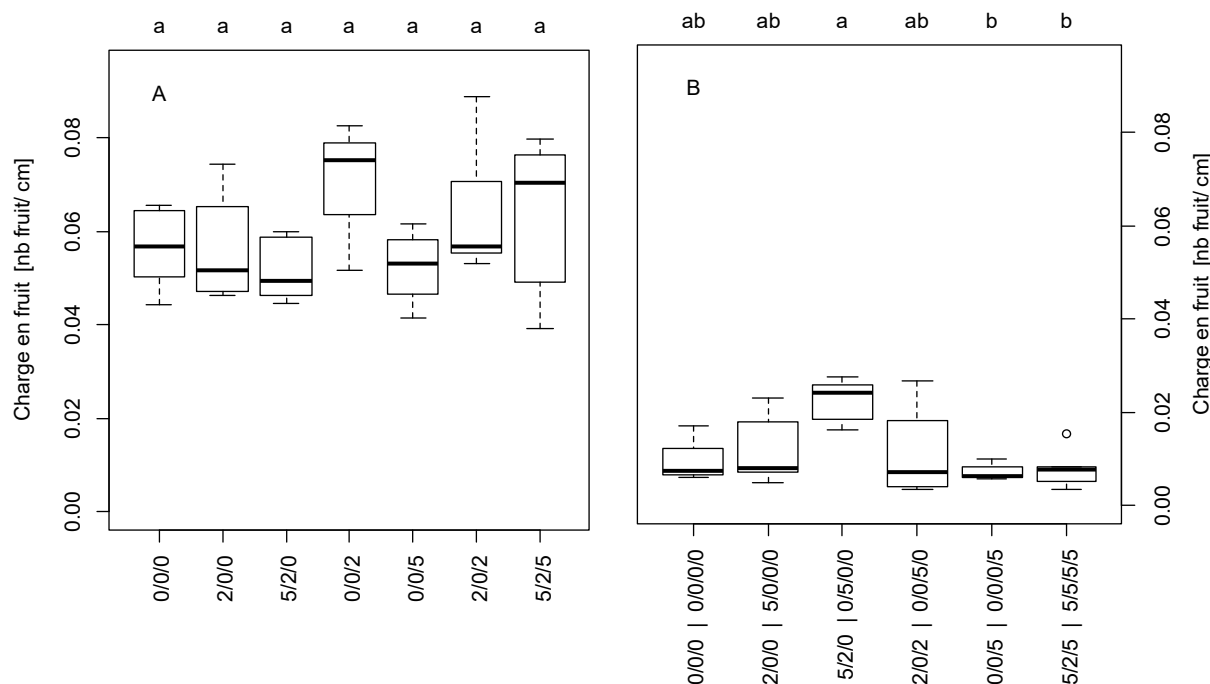 a a a a a a a
A
Charge en fruit [nb fruit/ cm]
0.08
0.06
0.04
0.02
0.00
0/0/0
2/0/0
5/2/0
0/0/2
0/0/5
2/0/2
5/2/5
ab ab a ab b b
B
Charge en fruit [nb fruit/ cm]
0.08
0.06
0.04
0.02
0.00
0/0/0 | 0/0/0/0
2/0/0 | 5/0/0/0
5/2/0 | 0/5/0/0
2/0/2 | 0/0/5/0
0/0/5 | 0/0/0/5
5/2/5 | 5/5/5/5